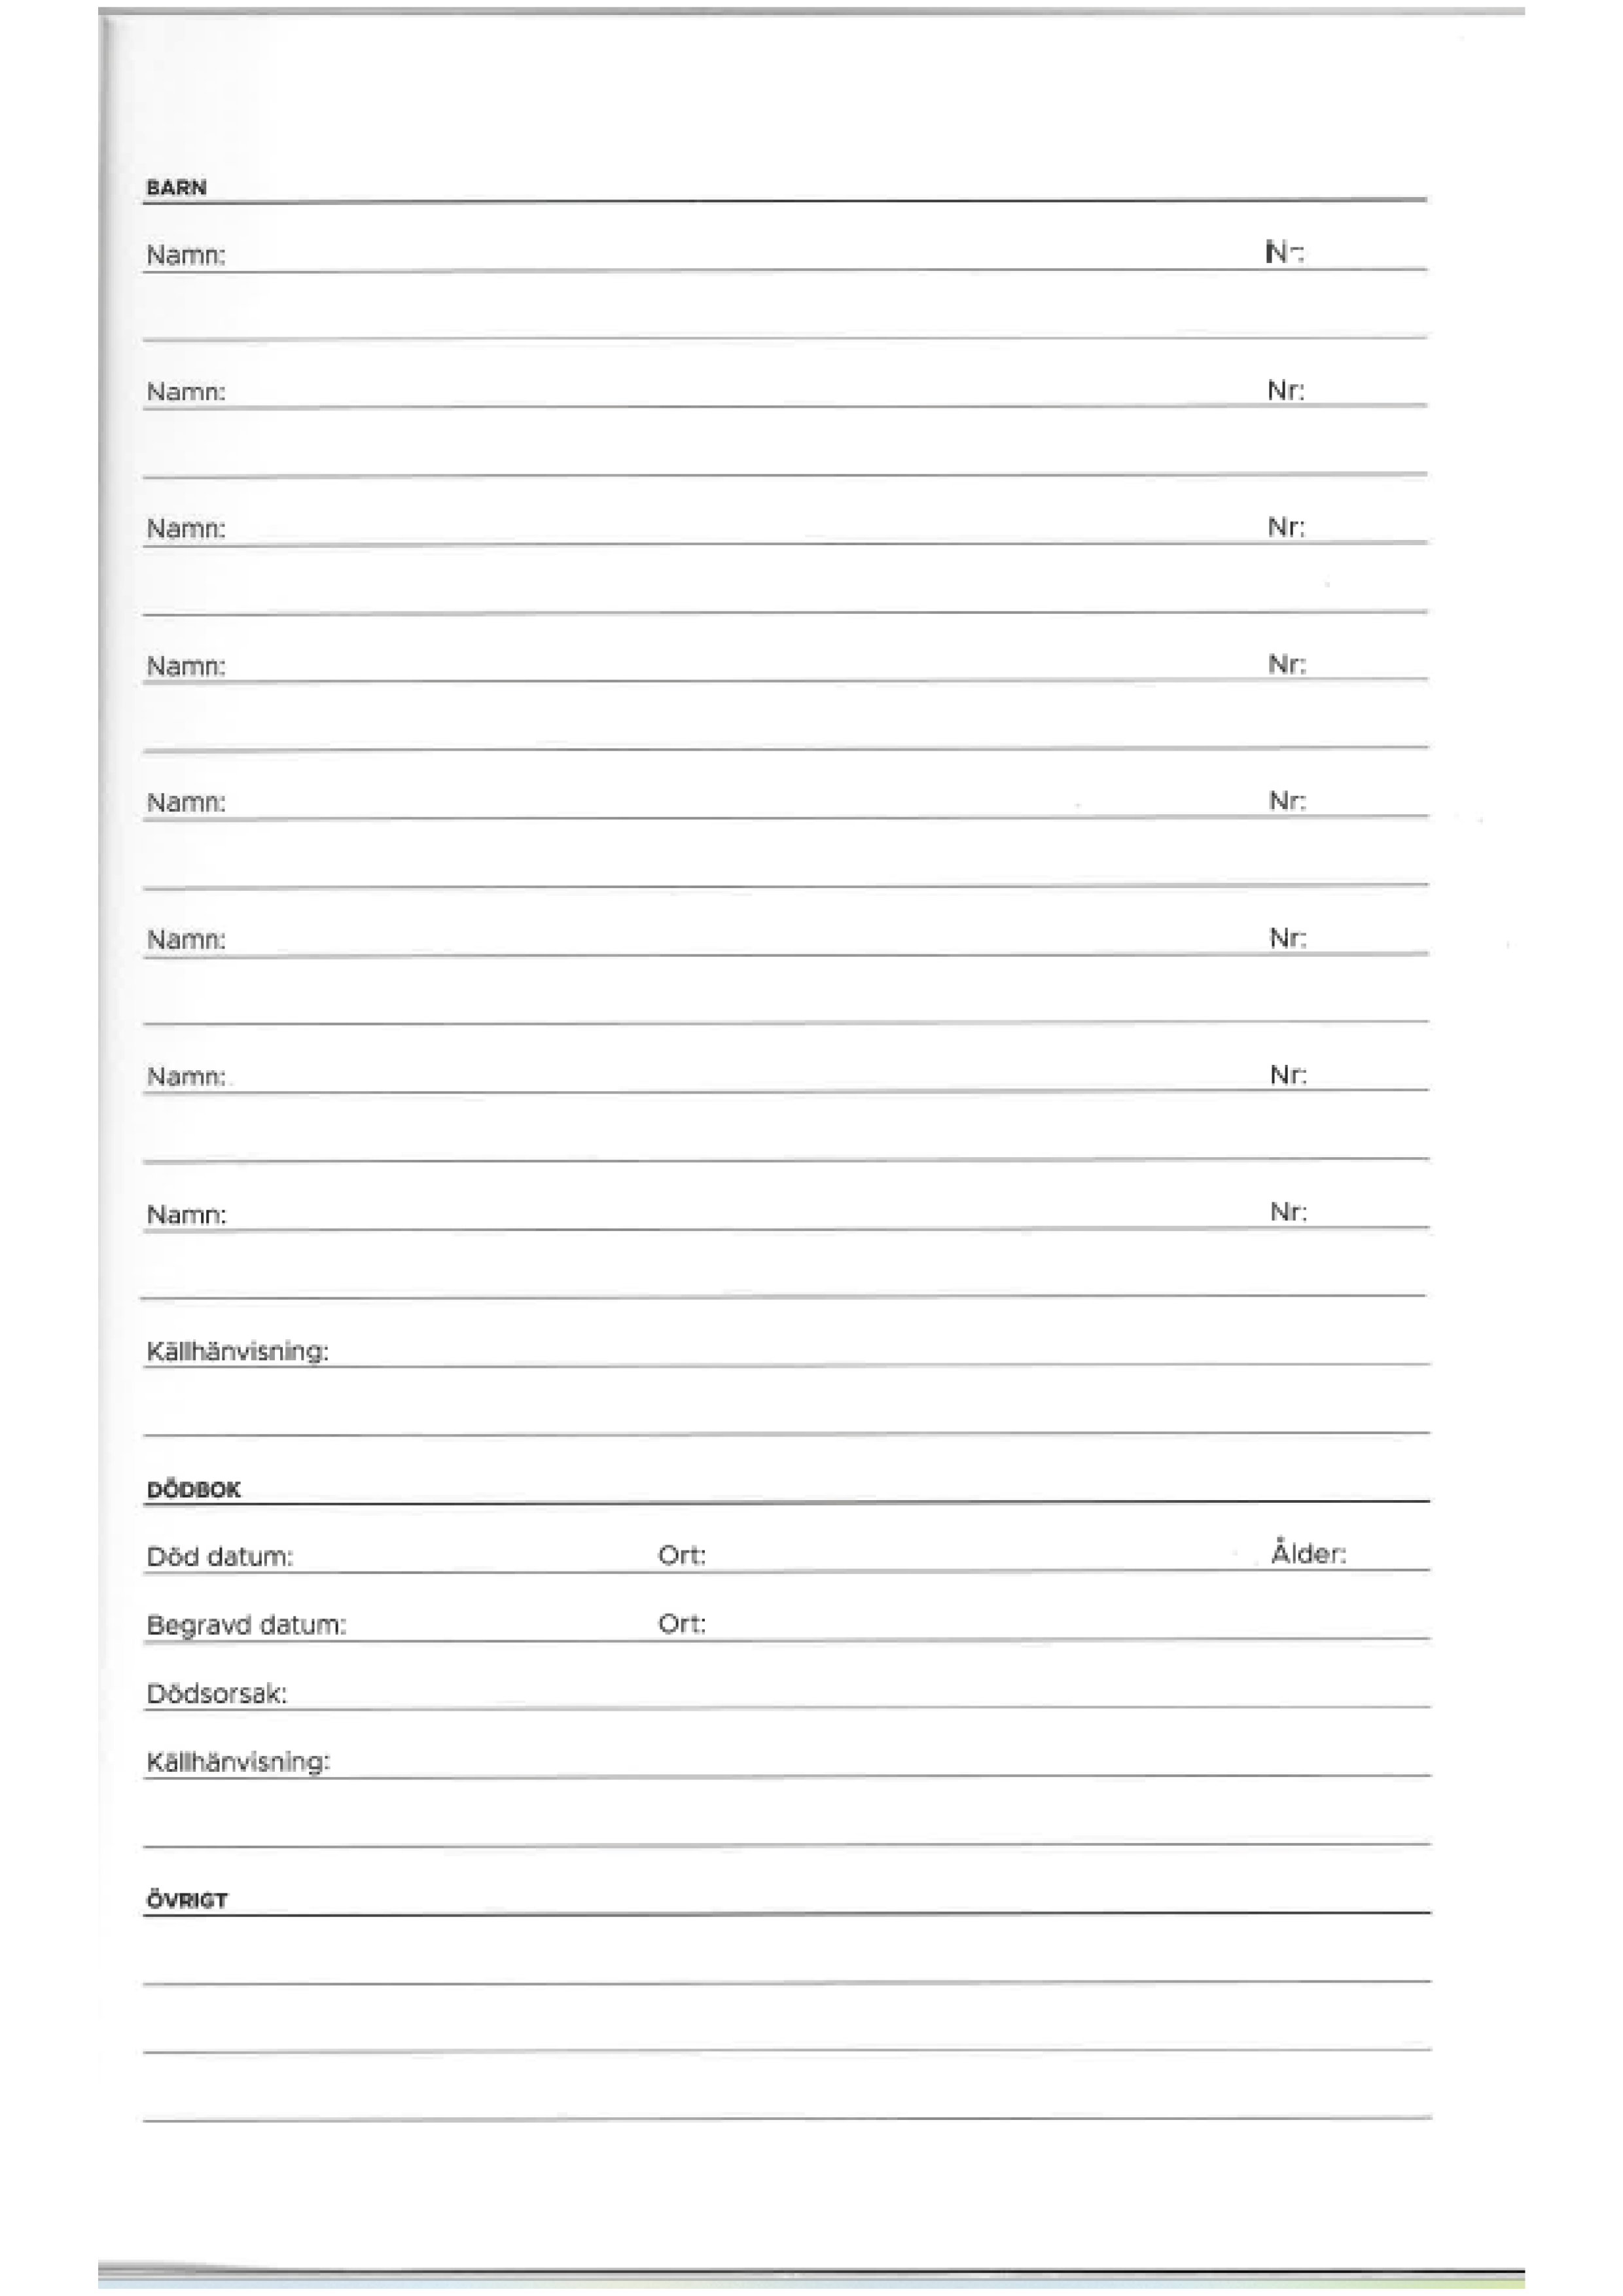 BARN
Namn: Nr:
Namn: Nr:
Namn: Nr:
Namn: Nr:
Namn: Nr:
Namn: Nr:
Namn: Nr:
Namn: Nr:
Källhänvisning:
DÖDBOK
Död datum: Ort: Ålder:
Begravd datum: Ort:
Dödsorsak:
Källhänvisning:
ÖVRIGT